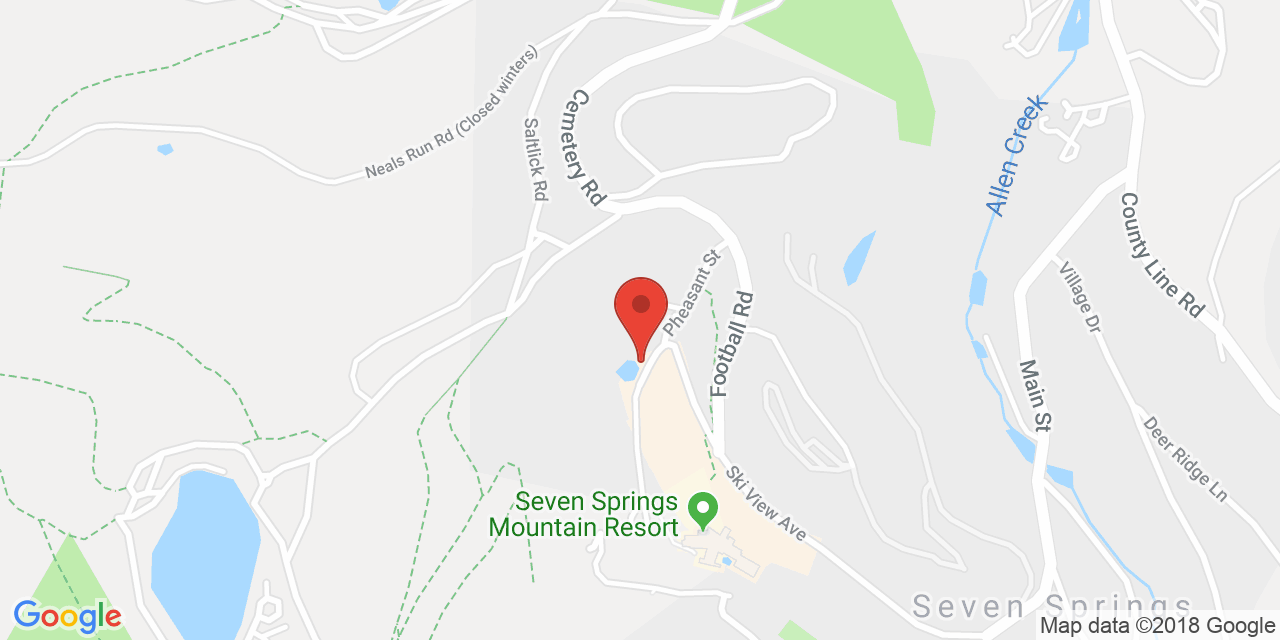 Neals Run Rd (Closed winters)
Saltlick Rd
Cemetery Rd
Allen Creek
County Line Rd
Pheasant St
Football Rd
Village Dr
Main St
Deer Ridge Ln
Ski View Ave
Seven Springs
Mountain Resort
Seven Springs
Google
Map data ©2018 Google